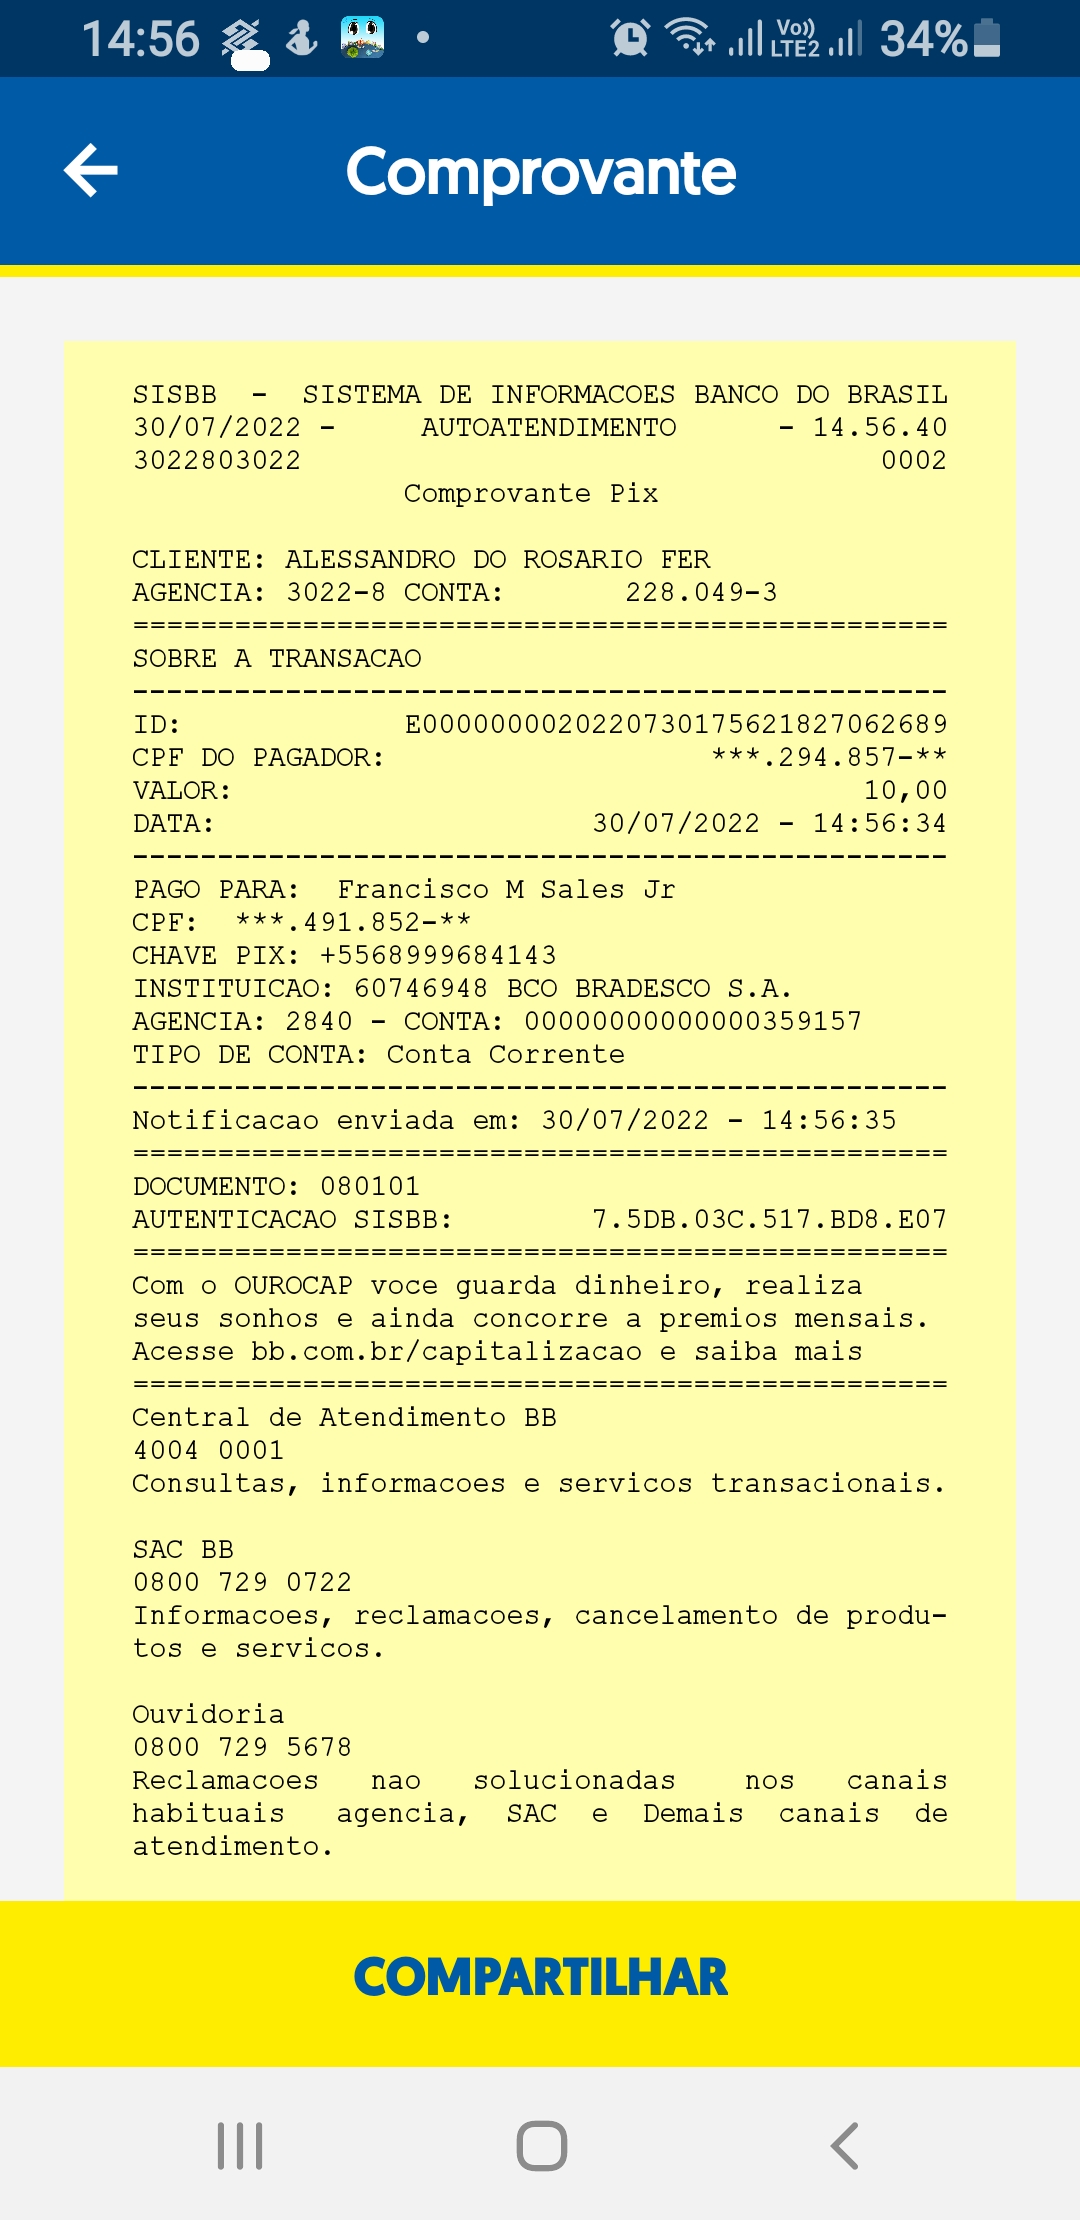 14:56
Vo))
LTE2
34%
Comprovante
SISBB - SISTEMA DE INFORMACOES BANCO DO BRASIL
30/07/2022 - AUTOATENDIMENTO - 14.56.40
3022803022 0002
Comprovante Pix
CLIENTE: ALESSANDRO DO ROSARIO FER
AGENCIA: 3022-8 CONTA: 228.049-3
================================================
SOBRE A TRANSACAO
------------------------------------------------
ID: E0000000020220730175621827062689
CPF DO PAGADOR: ***.294.857-**
VALOR: 10,00
DATA: 30/07/2022 - 14:56:34
------------------------------------------------
PAGO PARA: Francisco M Sales Jr
CPF: ***.491.852-**
CHAVE PIX: +5568999684143
INSTITUICAO: 60746948 BCO BRADESCO S.A.
AGENCIA: 2840 - CONTA: 00000000000000359157
TIPO DE CONTA: Conta Corrente
------------------------------------------------
Notificacao enviada em: 30/07/2022 - 14:56:35
================================================
DOCUMENTO: 080101
AUTENTICACAO SISBB: 7.5DB.03C.517.BD8.E07
================================================
Com o OUROCAP voce guarda dinheiro, realiza
seus sonhos e ainda concorre a premios mensais.
Acesse bb.com.br/capitalizacao e saiba mais
================================================
Central de Atendimento BB
4004 0001
Consultas, informacoes e servicos transacionais.
SAC BB
0800 729 0722
Informacoes, reclamacoes, cancelamento de produ-
tos e servicos.
Ouvidoria
0800 729 5678
Reclamacoes nao solucionadas nos canais
habituais agencia, SAC e Demais canais de
atendimento.
COMPARTILHAR